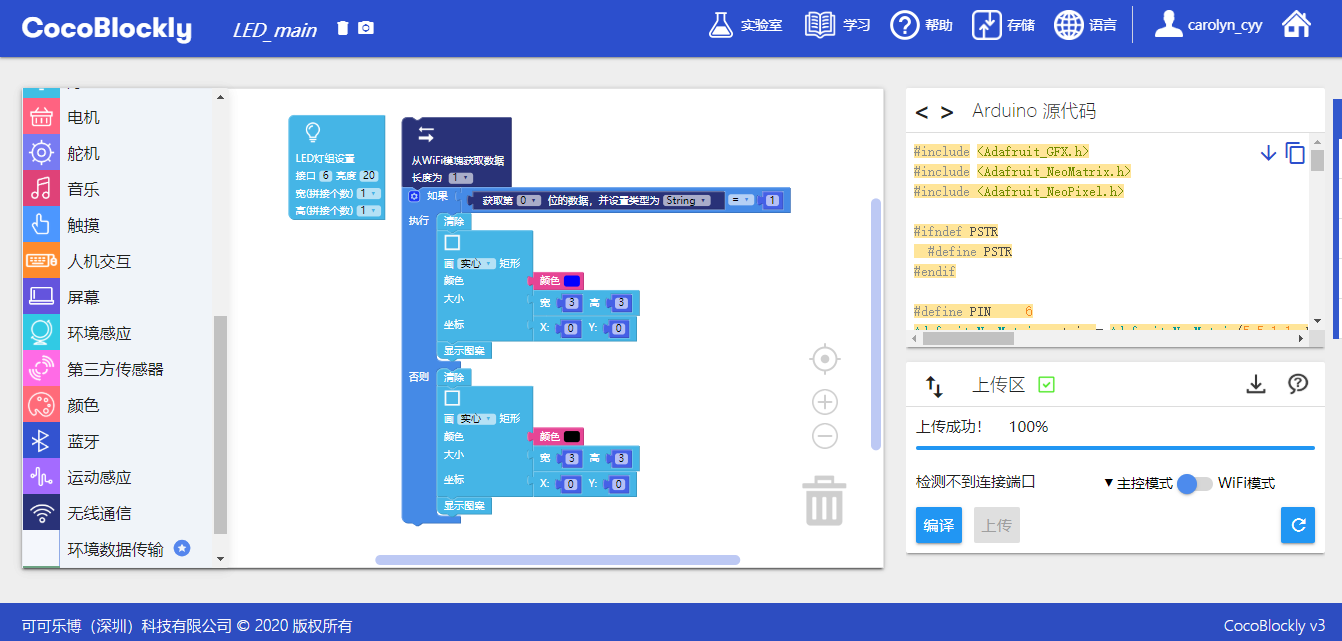 CocoBlockly
LED_main
实验室
学习
帮助
存储
语言
carolyn_cyy
电机
舵机
音乐
触摸
人机交互
屏幕
环境感应
第三方传感器
颜色
蓝牙
运动感应
无线通信
环境数据传输
LED灯组设置
接口 6 亮度 20
宽(拼接个数) 1
高(拼接个数) 1
从WiFi模块获取数据
长度为 1
如果 获取第 0 位的数据，并设置类型为 String = 1
执行 清除
画 实心 矩形
颜色 颜色
大小 宽 3 高 3
坐标 X: 0 Y: 0
显示图案
否则 清除
画 实心 矩形
颜色 颜色
大小 宽 3 高 3
坐标 X: 0 Y: 0
显示图案
< > Arduino 源代码
#include <Adafruit_GFX.h>
#include <Adafruit_NeoMatrix.h>
#include <Adafruit_NeoPixel.h>
#ifndef PSTR
#define PSTR
#endif
#define PIN 6
上传区
上传成功！ 100%
检测不到连接端口
▼主控模式 WiFi模式
编译 上传
可可乐博（深圳）科技有限公司 © 2020 版权所有
CocoBlockly v3